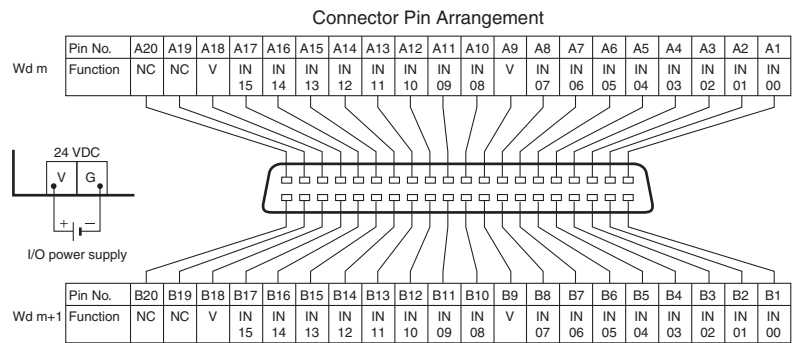 Connector Pin Arrangement
Pin No. A20 A19 A18 A17 A16 A15 A14 A13 A12 A11 A10 A9 A8 A7 A6 A5 A4 A3 A2 A1
Wd m
Function NC NC V IN 15 IN 14 IN 13 IN 12 IN 11 IN 10 IN 09 IN 08 V IN 07 IN 06 IN 05 IN 04 IN 03 IN 02 IN 01 IN 00
24 VDC
V G
+ −
I/O power supply
Pin No. B20 B19 B18 B17 B16 B15 B14 B13 B12 B11 B10 B9 B8 B7 B6 B5 B4 B3 B2 B1
Wd m+1
Function NC NC V IN 15 IN 14 IN 13 IN 12 IN 11 IN 10 IN 09 IN 08 V IN 07 IN 06 IN 05 IN 04 IN 03 IN 02 IN 01 IN 00